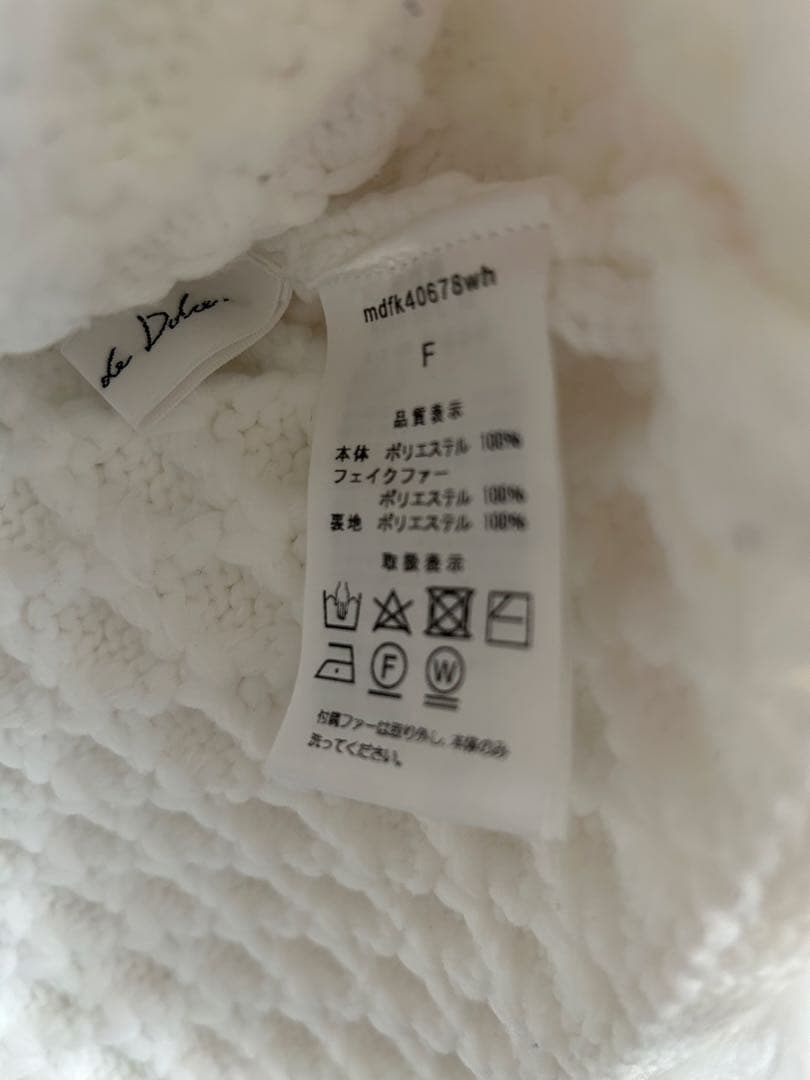 mdfk40678wh
F
品質表示
本体 ポリエステル 100%
フェイクファー
ポリエステル 100%
裏地 ポリエステル 100%
取扱表示
F W
付属ファーは取り外し、本体のみ
洗ってください。
de